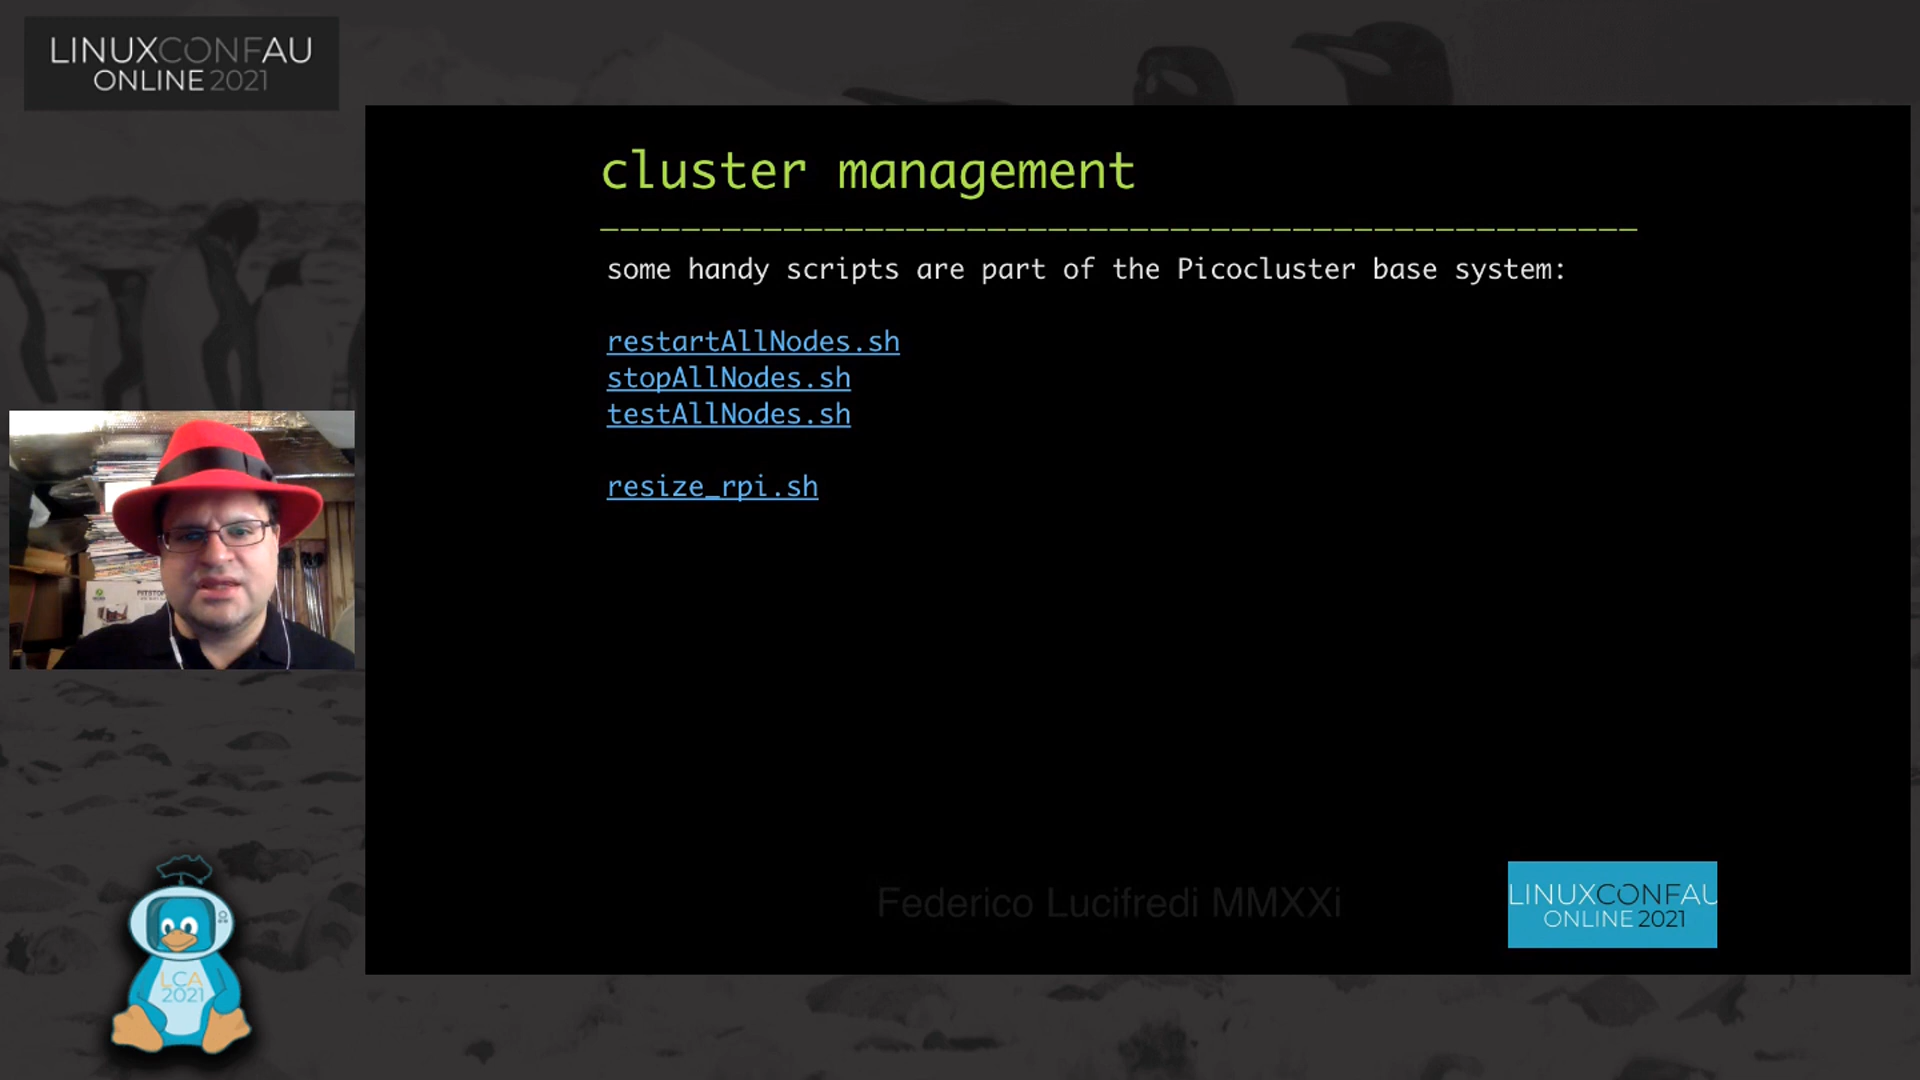 LINUXCONFAU
ONLINE 2021
cluster management
some handy scripts are part of the Picocluster base system:
restartAllNodes.sh
stopAllNodes.sh
testAllNodes.sh
resize_rpi.sh
Federico Lucifredi MMXXi
LINUXCONFAU
ONLINE 2021
LCA
2021